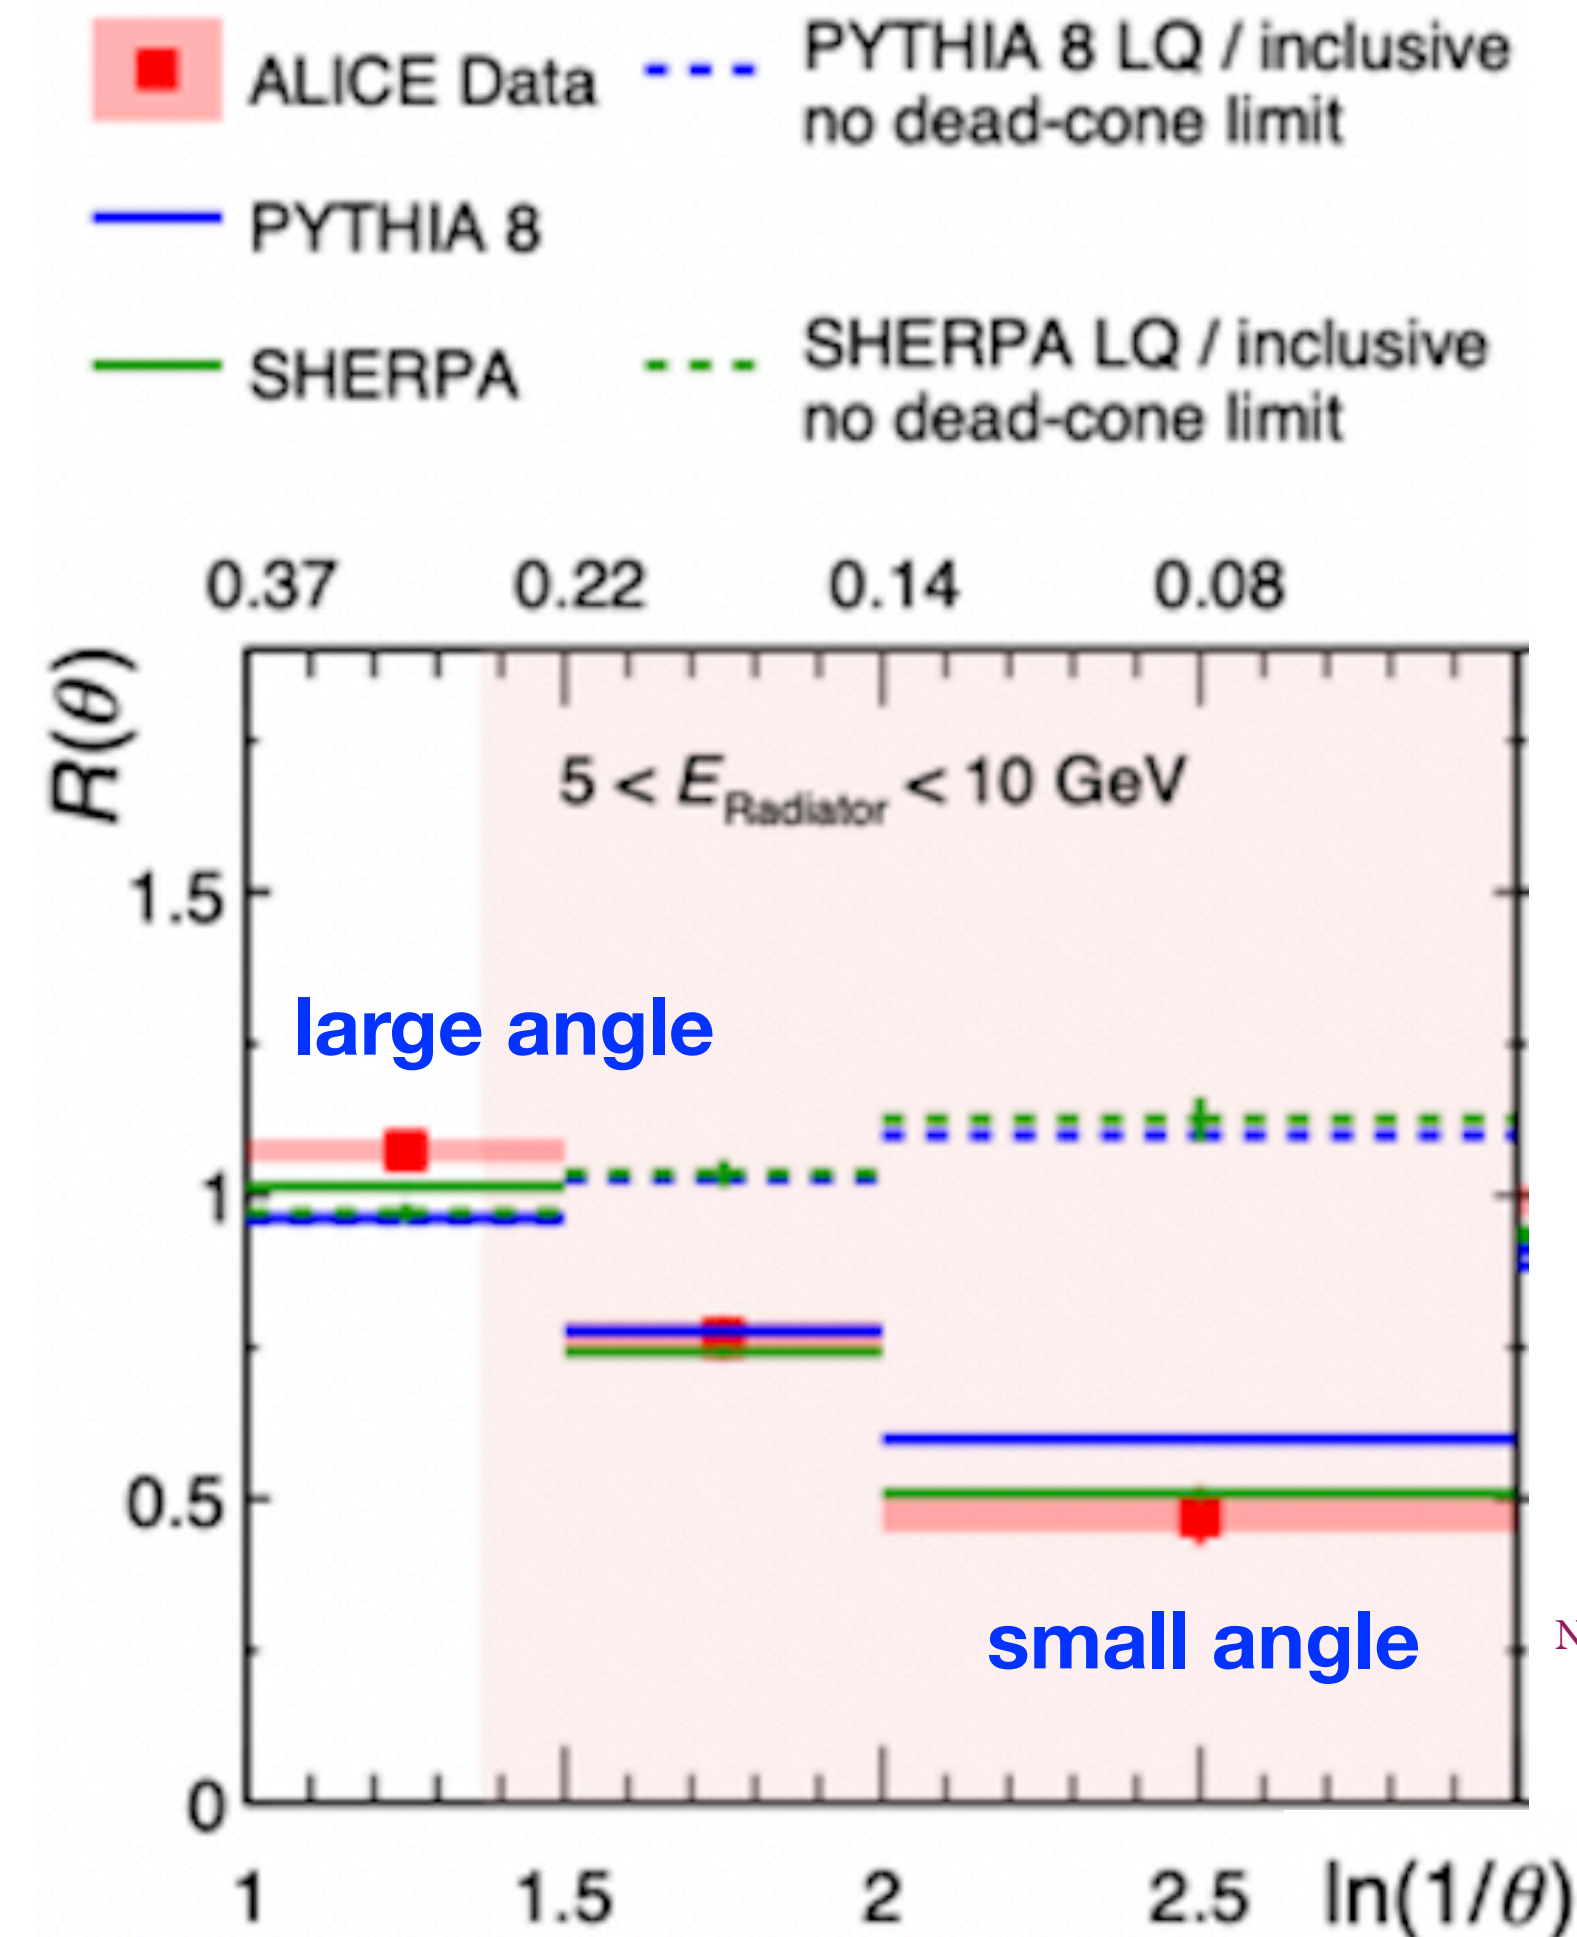 ALICE Data
PYTHIA 8 LQ / inclusive
no dead-cone limit
PYTHIA 8
SHERPA
SHERPA LQ / inclusive
no dead-cone limit
0.37 0.22 0.14 0.08
R(θ)
5 < E_Radiator < 10 GeV
1.5
large angle
1
0.5
small angle
N
0
1 1.5 2 2.5 ln(1/θ)